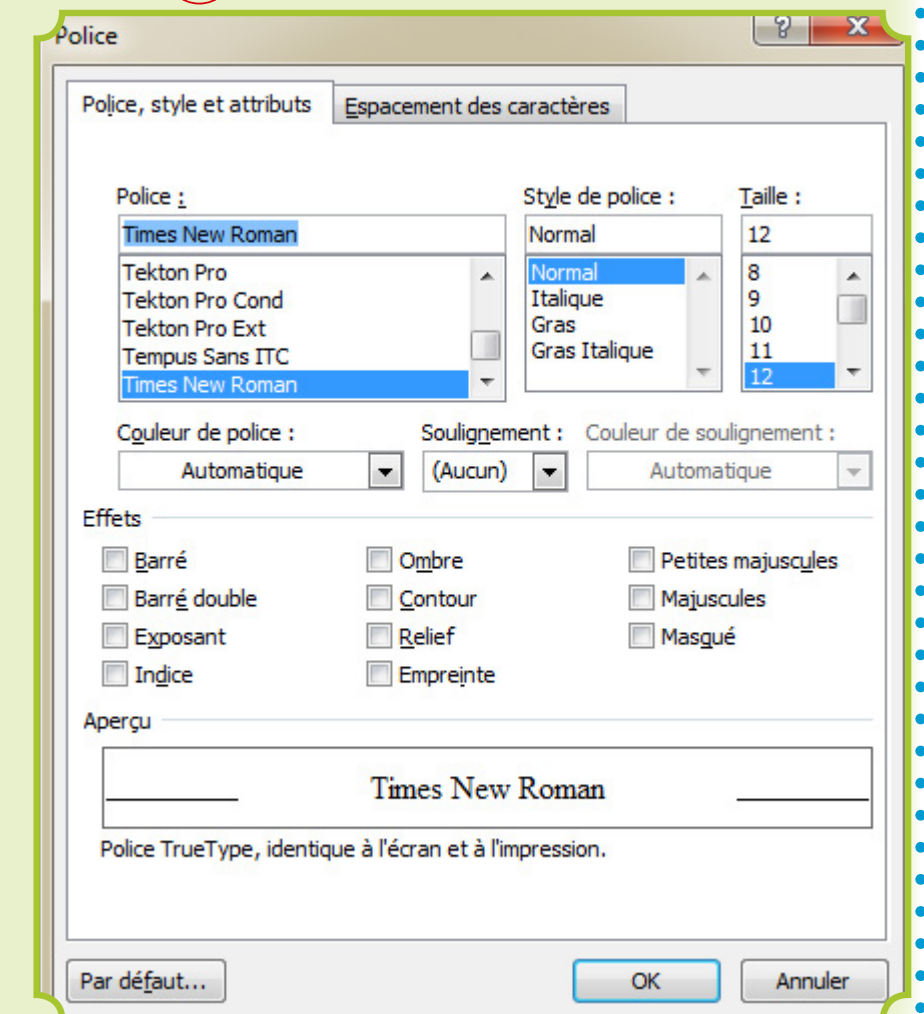 Police
?
X
Police, style et attributs
Espacement des caractères
Police :
Style de police :
Taille :
Times New Roman
Normal
12
Tekton Pro
Tekton Pro Cond
Tekton Pro Ext
Tempus Sans ITC
Times New Roman
Normal
Italique
Gras
Gras Italique
8
9
10
11
12
Couleur de police :
Soulignement :
Couleur de soulignement :
Automatique
(Aucun)
Automatique
Effets
Barré
Ombre
Petites majuscules
Barré double
Contour
Majuscules
Exposant
Relief
Masqué
Indice
Empreinte
Aperçu
Times New Roman
Police TrueType, identique à l'écran et à l'impression.
Par défaut...
OK
Annuler